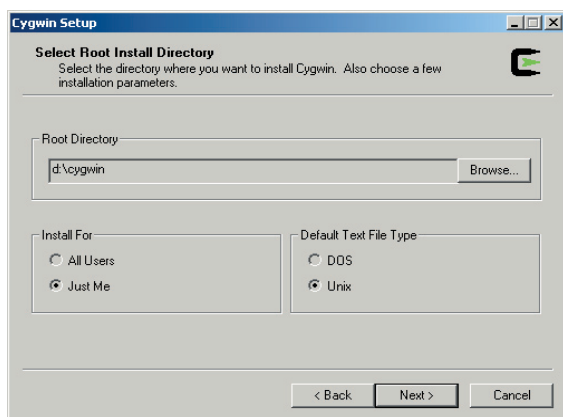 Cygwin Setup
Select Root Install Directory
Select the directory where you want to install Cygwin. Also choose a few
installation parameters.
Root Directory
d:\cygwin
Browse...
Install For
All Users
Just Me
Default Text File Type
DOS
Unix
< Back
Next >
Cancel